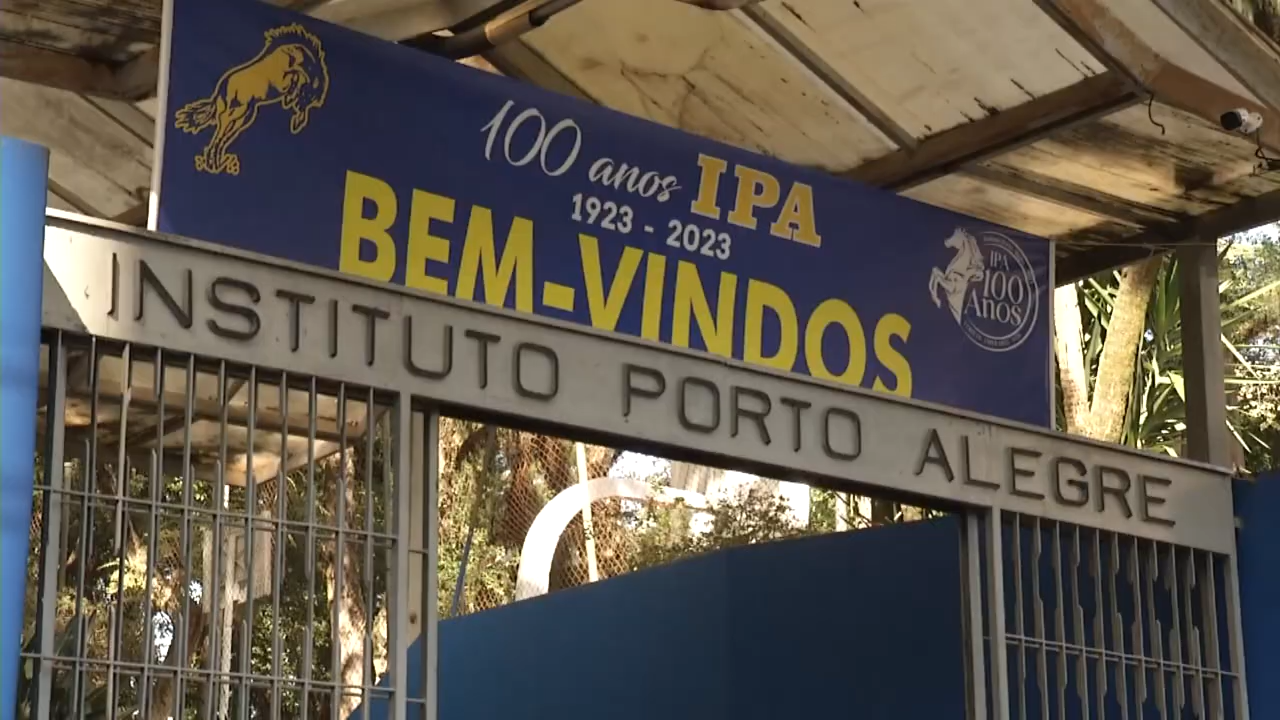 100 anos IPA
1923 - 2023
BEM-VINDOS
IPA
100
Anos
INSTITUTO PORTO ALEGRE